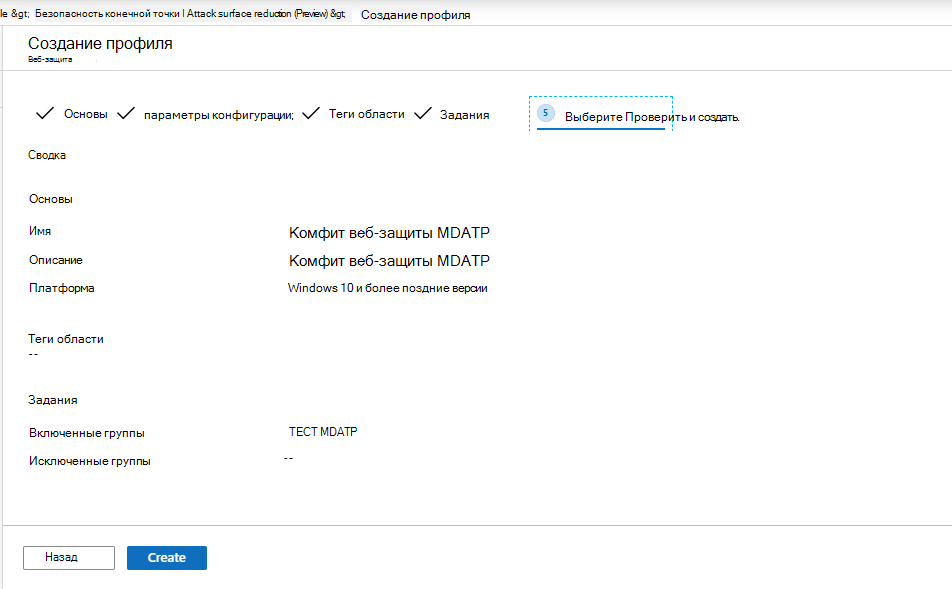 le &gt; Безопасность конечной точки | Attack surface reduction (Preview) &gt; Создание профиля
Создание профиля
Веб-защита
Основы параметры конфигурации; Теги области Задания 5 Выберите Проверить и создать.
Сводка
Основы
Имя Комфит веб-защиты MDATP
Описание Комфит веб-защиты MDATP
Платформа Windows 10 и более поздние версии
Теги области
--
Задания
Включенные группы ТЕСТ MDATP
Исключенные группы --
Назад Create